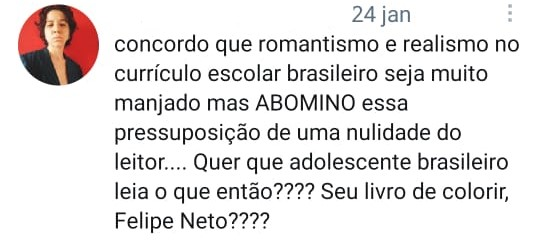 24 jan
concordo que romantismo e realismo no
currículo escolar brasileiro seja muito
manjado mas ABOMINO essa
pressuposição de uma nulidade do
leitor.... Quer que adolescente brasileiro
leia o que então???? Seu livro de colorir,
Felipe Neto????